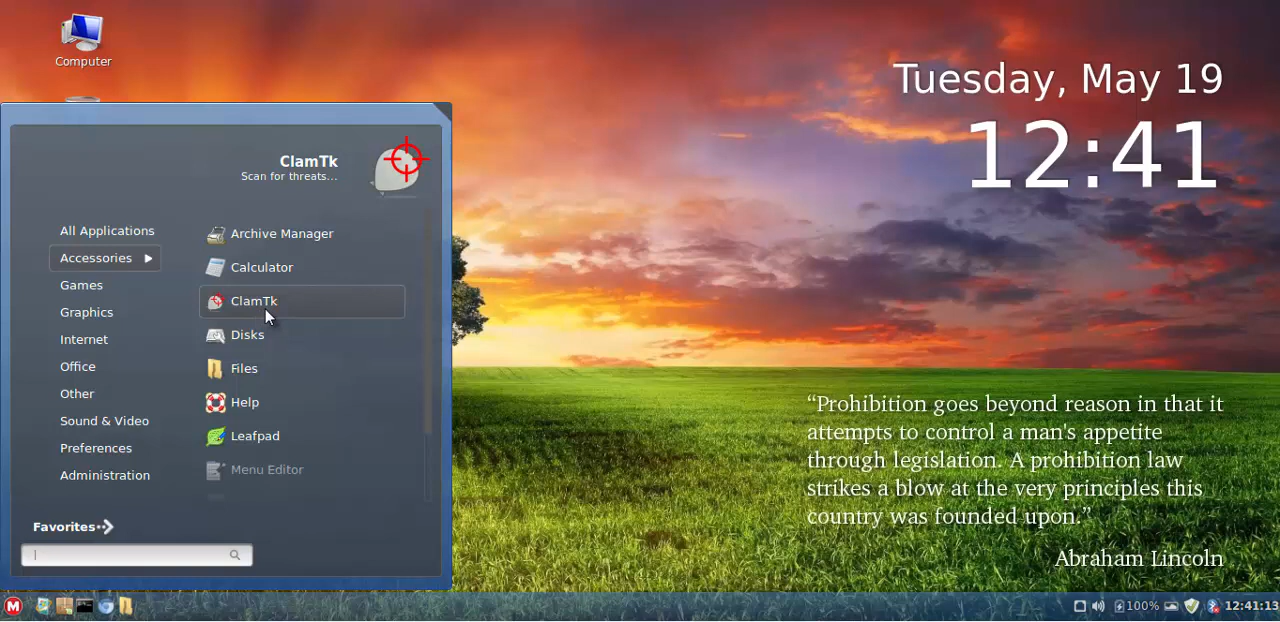 Computer
Tuesday, May 19
12:41
ClamTk
Scan for threats...
All Applications
Accessories
Games
Graphics
Internet
Office
Other
Sound & Video
Preferences
Administration
Archive Manager
Calculator
ClamTk
Disks
Files
Help
Leafpad
Menu Editor
Favorites
“Prohibition goes beyond reason in that it
attempts to control a man's appetite
through legislation. A prohibition law
strikes a blow at the very principles this
country was founded upon.”
Abraham Lincoln
M
100%
12:41:13